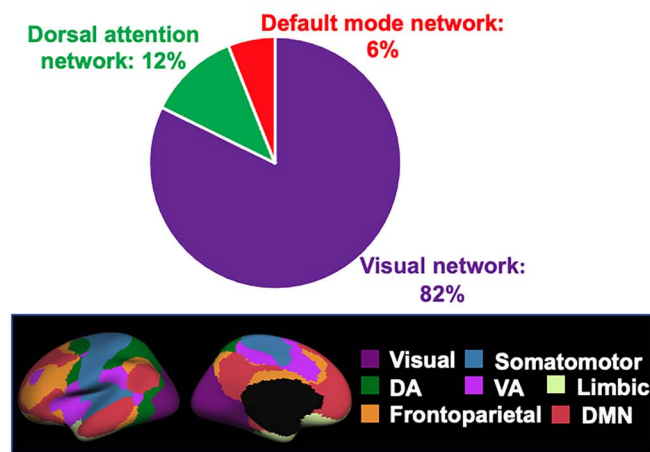 Dorsal attention
network: 12%
Default mode network:
6%
Visual network:
82%
Visual
Somatomotor
DA
VA
Limbic
Frontoparietal
DMN